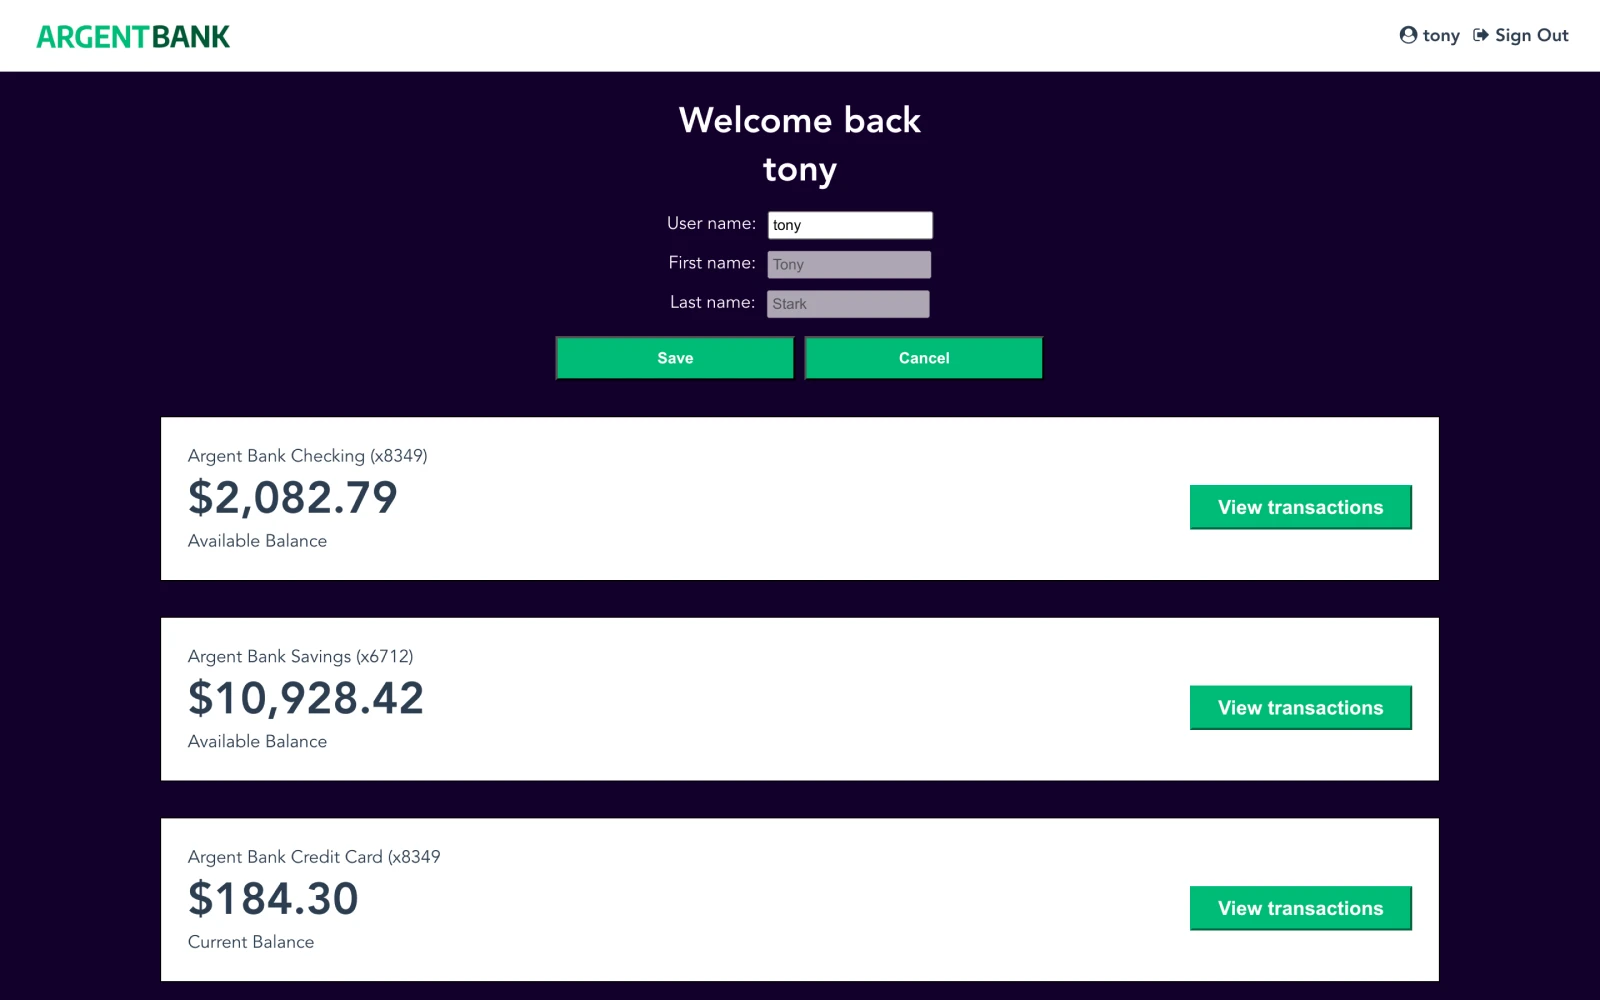 ARGENTBANK
tony Sign Out
Welcome back
tony
User name: tony
First name: Tony
Last name: Stark
Save Cancel
Argent Bank Checking (x8349)
$2,082.79
Available Balance
View transactions
Argent Bank Savings (x6712)
$10,928.42
Available Balance
View transactions
Argent Bank Credit Card (x8349
$184.30
Current Balance
View transactions